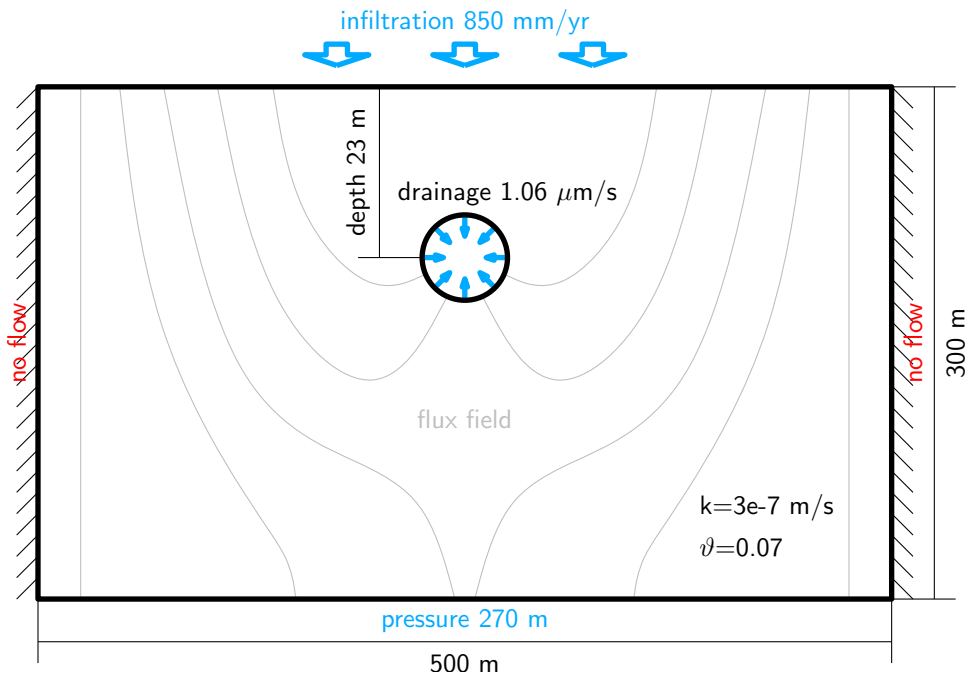 infiltration 850 mm/yr
depth 23 m
drainage 1.06 μm/s
no flow
no flow
300 m
flux field
k=3e-7 m/s
ϑ=0.07
pressure 270 m
500 m